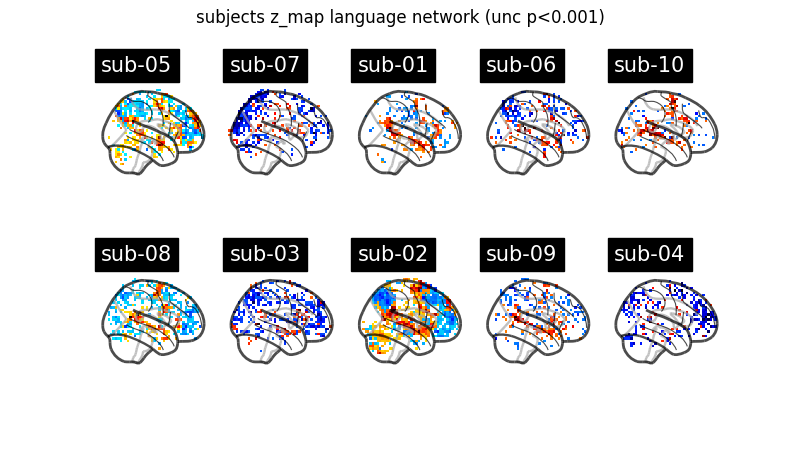 subjects z_map language network (unc p<0.001)
sub-05 sub-07 sub-01 sub-06 sub-10
sub-08 sub-03 sub-02 sub-09 sub-04